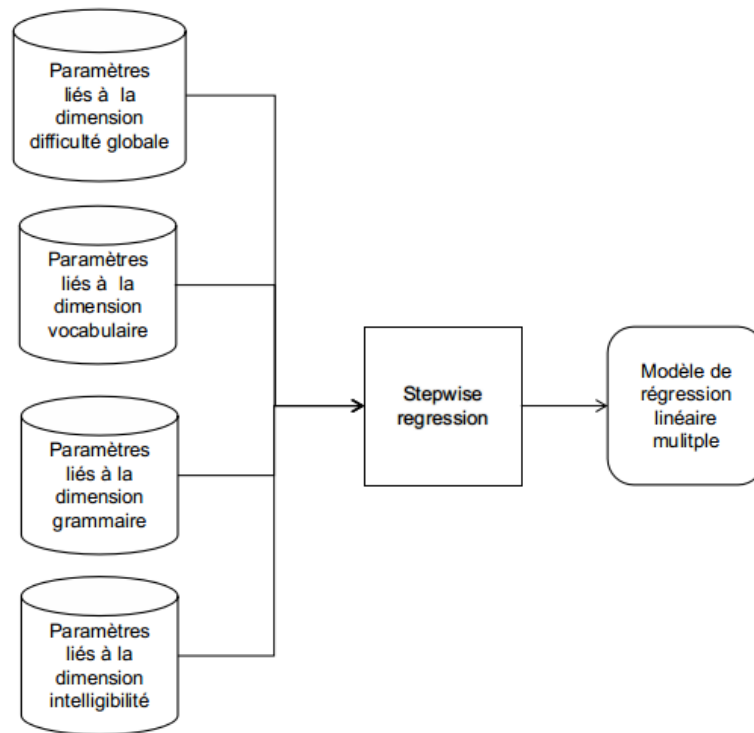 Paramètres
liés à la
dimension
difficulté globale
Paramètres
liés à la
dimension
vocabulaire
Paramètres
liés à la
dimension
grammaire
Paramètres
liés à la
dimension
intelligibilité
Stepwise
regression
Modèle de
régression
linéaire
mulitple